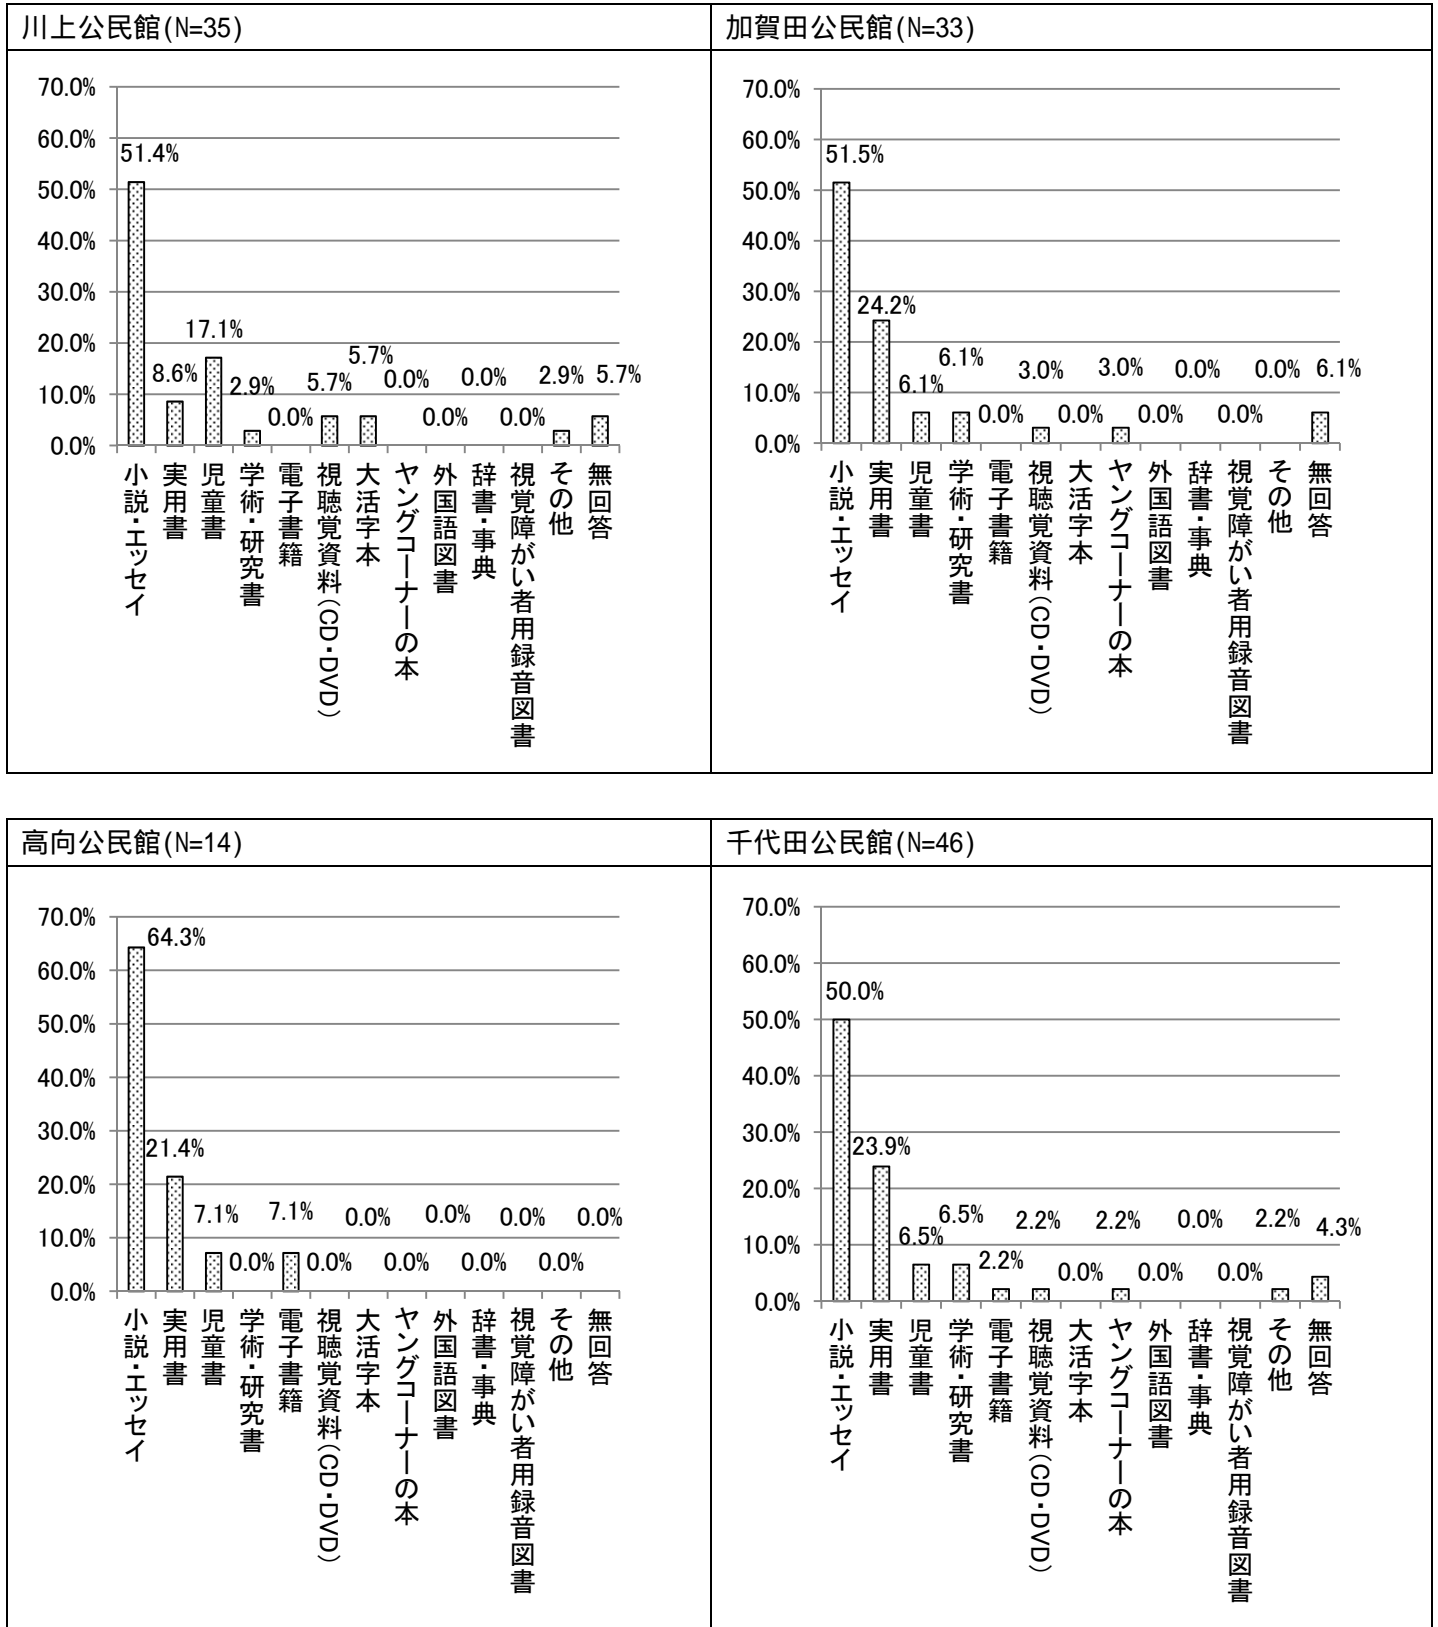 川上公民館(N=35)
70.0%
60.0%
50.0%
40.0%
30.0%
20.0%
10.0%
0.0%
51.4%
8.6%
17.1%
2.9%
0.0%
5.7%
5.7%
0.0%
0.0%
0.0%
0.0%
2.9%
5.7%
小説・エッセイ
実用書
児童書
学術・研究書
電子書籍
視聴覚資料（CD・DVD）
大活字本
ヤングコーナーの本
外国語図書
辞書・事典
視覚障がい者用録音図書
その他
無回答
加賀田公民館(N=33)
70.0%
60.0%
50.0%
40.0%
30.0%
20.0%
10.0%
0.0%
51.5%
24.2%
6.1%
6.1%
0.0%
3.0%
0.0%
3.0%
0.0%
0.0%
0.0%
0.0%
6.1%
小説・エッセイ
実用書
児童書
学術・研究書
電子書籍
視聴覚資料（CD・DVD）
大活字本
ヤングコーナーの本
外国語図書
辞書・事典
視覚障がい者用録音図書
その他
無回答
高向公民館(N=14)
70.0%
60.0%
50.0%
40.0%
30.0%
20.0%
10.0%
0.0%
64.3%
21.4%
7.1%
0.0%
7.1%
0.0%
0.0%
0.0%
0.0%
0.0%
0.0%
0.0%
0.0%
小説・エッセイ
実用書
児童書
学術・研究書
電子書籍
視聴覚資料（CD・DVD）
大活字本
ヤングコーナーの本
外国語図書
辞書・事典
視覚障がい者用録音図書
その他
無回答
千代田公民館(N=46)
70.0%
60.0%
50.0%
40.0%
30.0%
20.0%
10.0%
0.0%
50.0%
23.9%
6.5%
6.5%
2.2%
2.2%
0.0%
2.2%
0.0%
0.0%
0.0%
2.2%
4.3%
小説・エッセイ
実用書
児童書
学術・研究書
電子書籍
視聴覚資料（CD・DVD）
大活字本
ヤングコーナーの本
外国語図書
辞書・事典
視覚障がい者用録音図書
その他
無回答